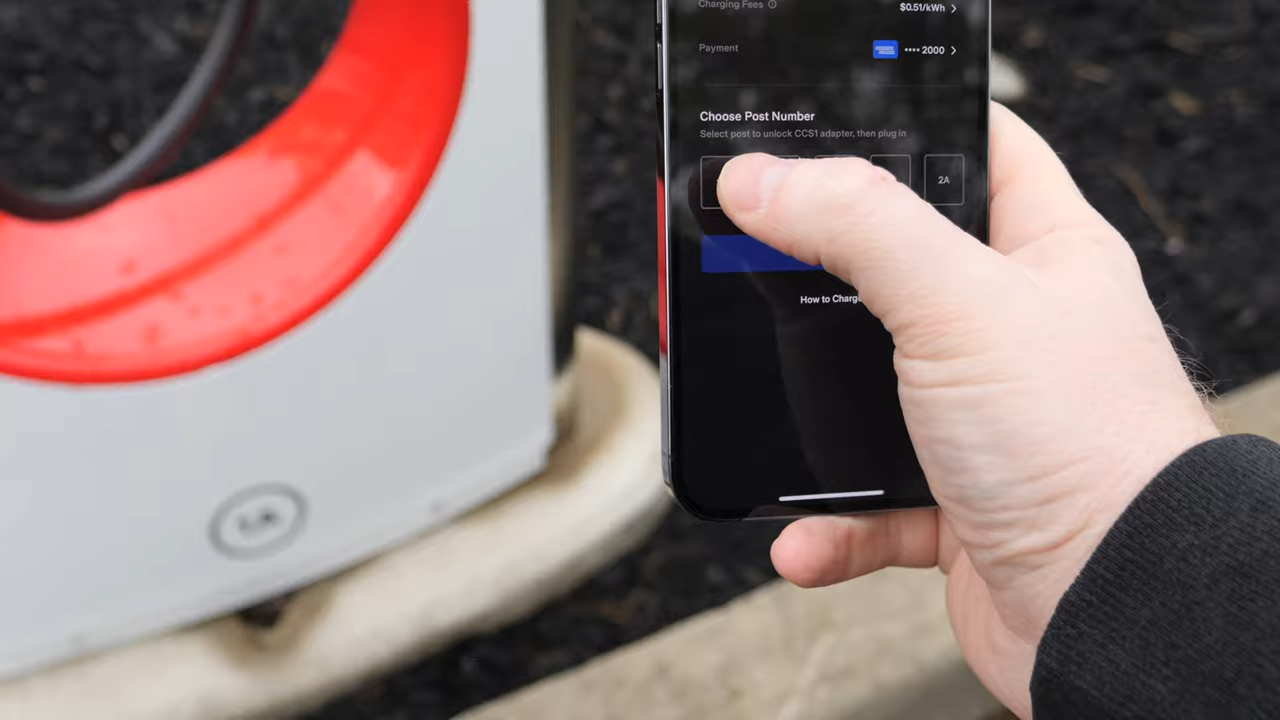 Charging Fees $0.51/kWh
Payment •••• 2000
Choose Post Number
Select post to unlock CCS1 adapter, then plug in
2A
How to Charge